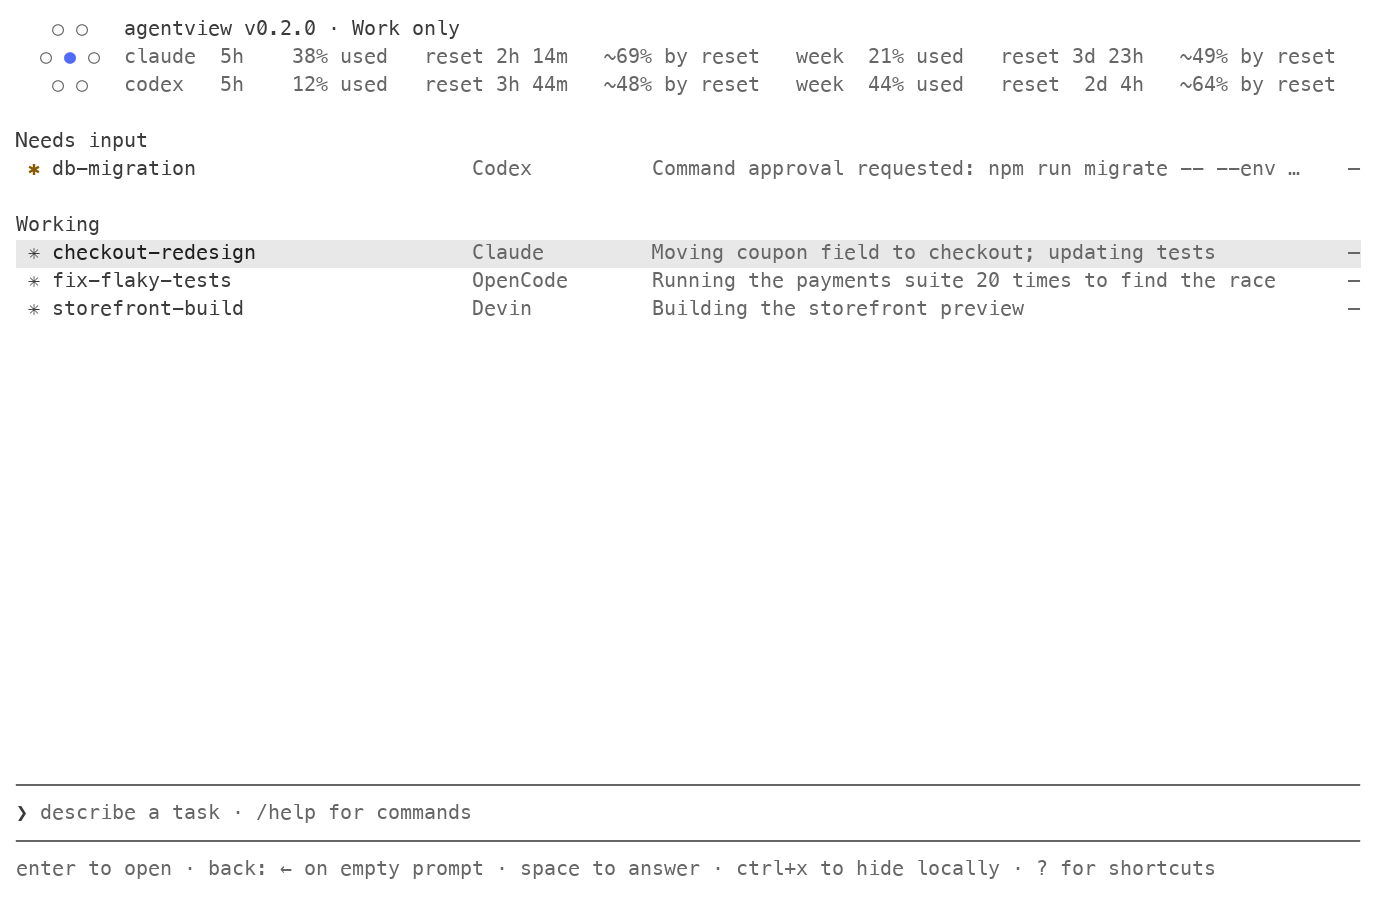 agentview v0.2.0 · Work only
claude 5h 38% used reset 2h 14m ~69% by reset week 21% used reset 3d 23h ~49% by reset
codex 5h 12% used reset 3h 44m ~48% by reset week 44% used reset 2d 4h ~64% by reset
Needs input
✱ db-migration Codex Command approval requested: npm run migrate -- --env … –
Working
✳ checkout-redesign Claude Moving coupon field to checkout; updating tests –
✳ fix-flaky-tests OpenCode Running the payments suite 20 times to find the race –
✳ storefront-build Devin Building the storefront preview –
❯ describe a task · /help for commands
enter to open · back: ← on empty prompt · space to answer · ctrl+x to hide locally · ? for shortcuts